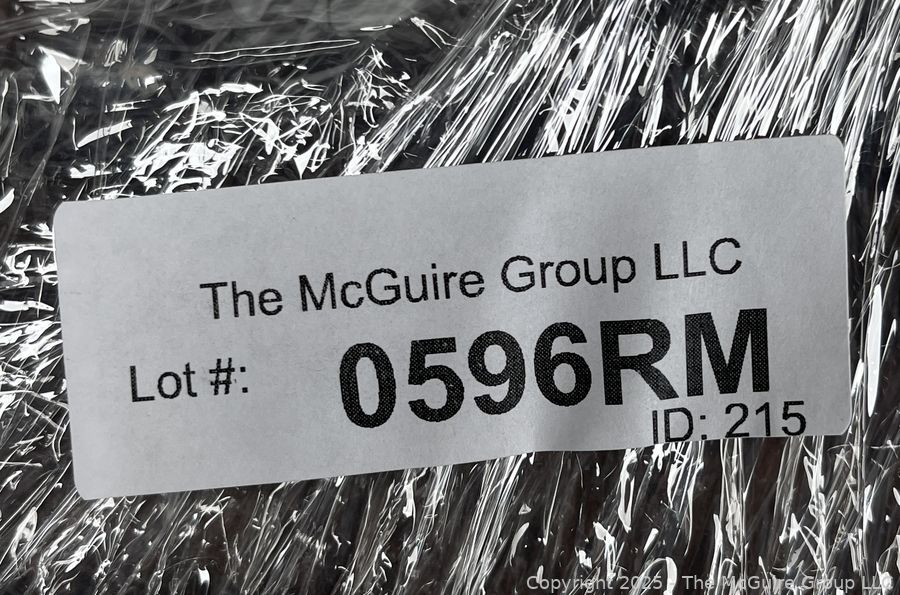 The McGuire Group LLC
Lot #: 0596RM
ID: 215
Copyright 2025 - The McGuire Group LLC